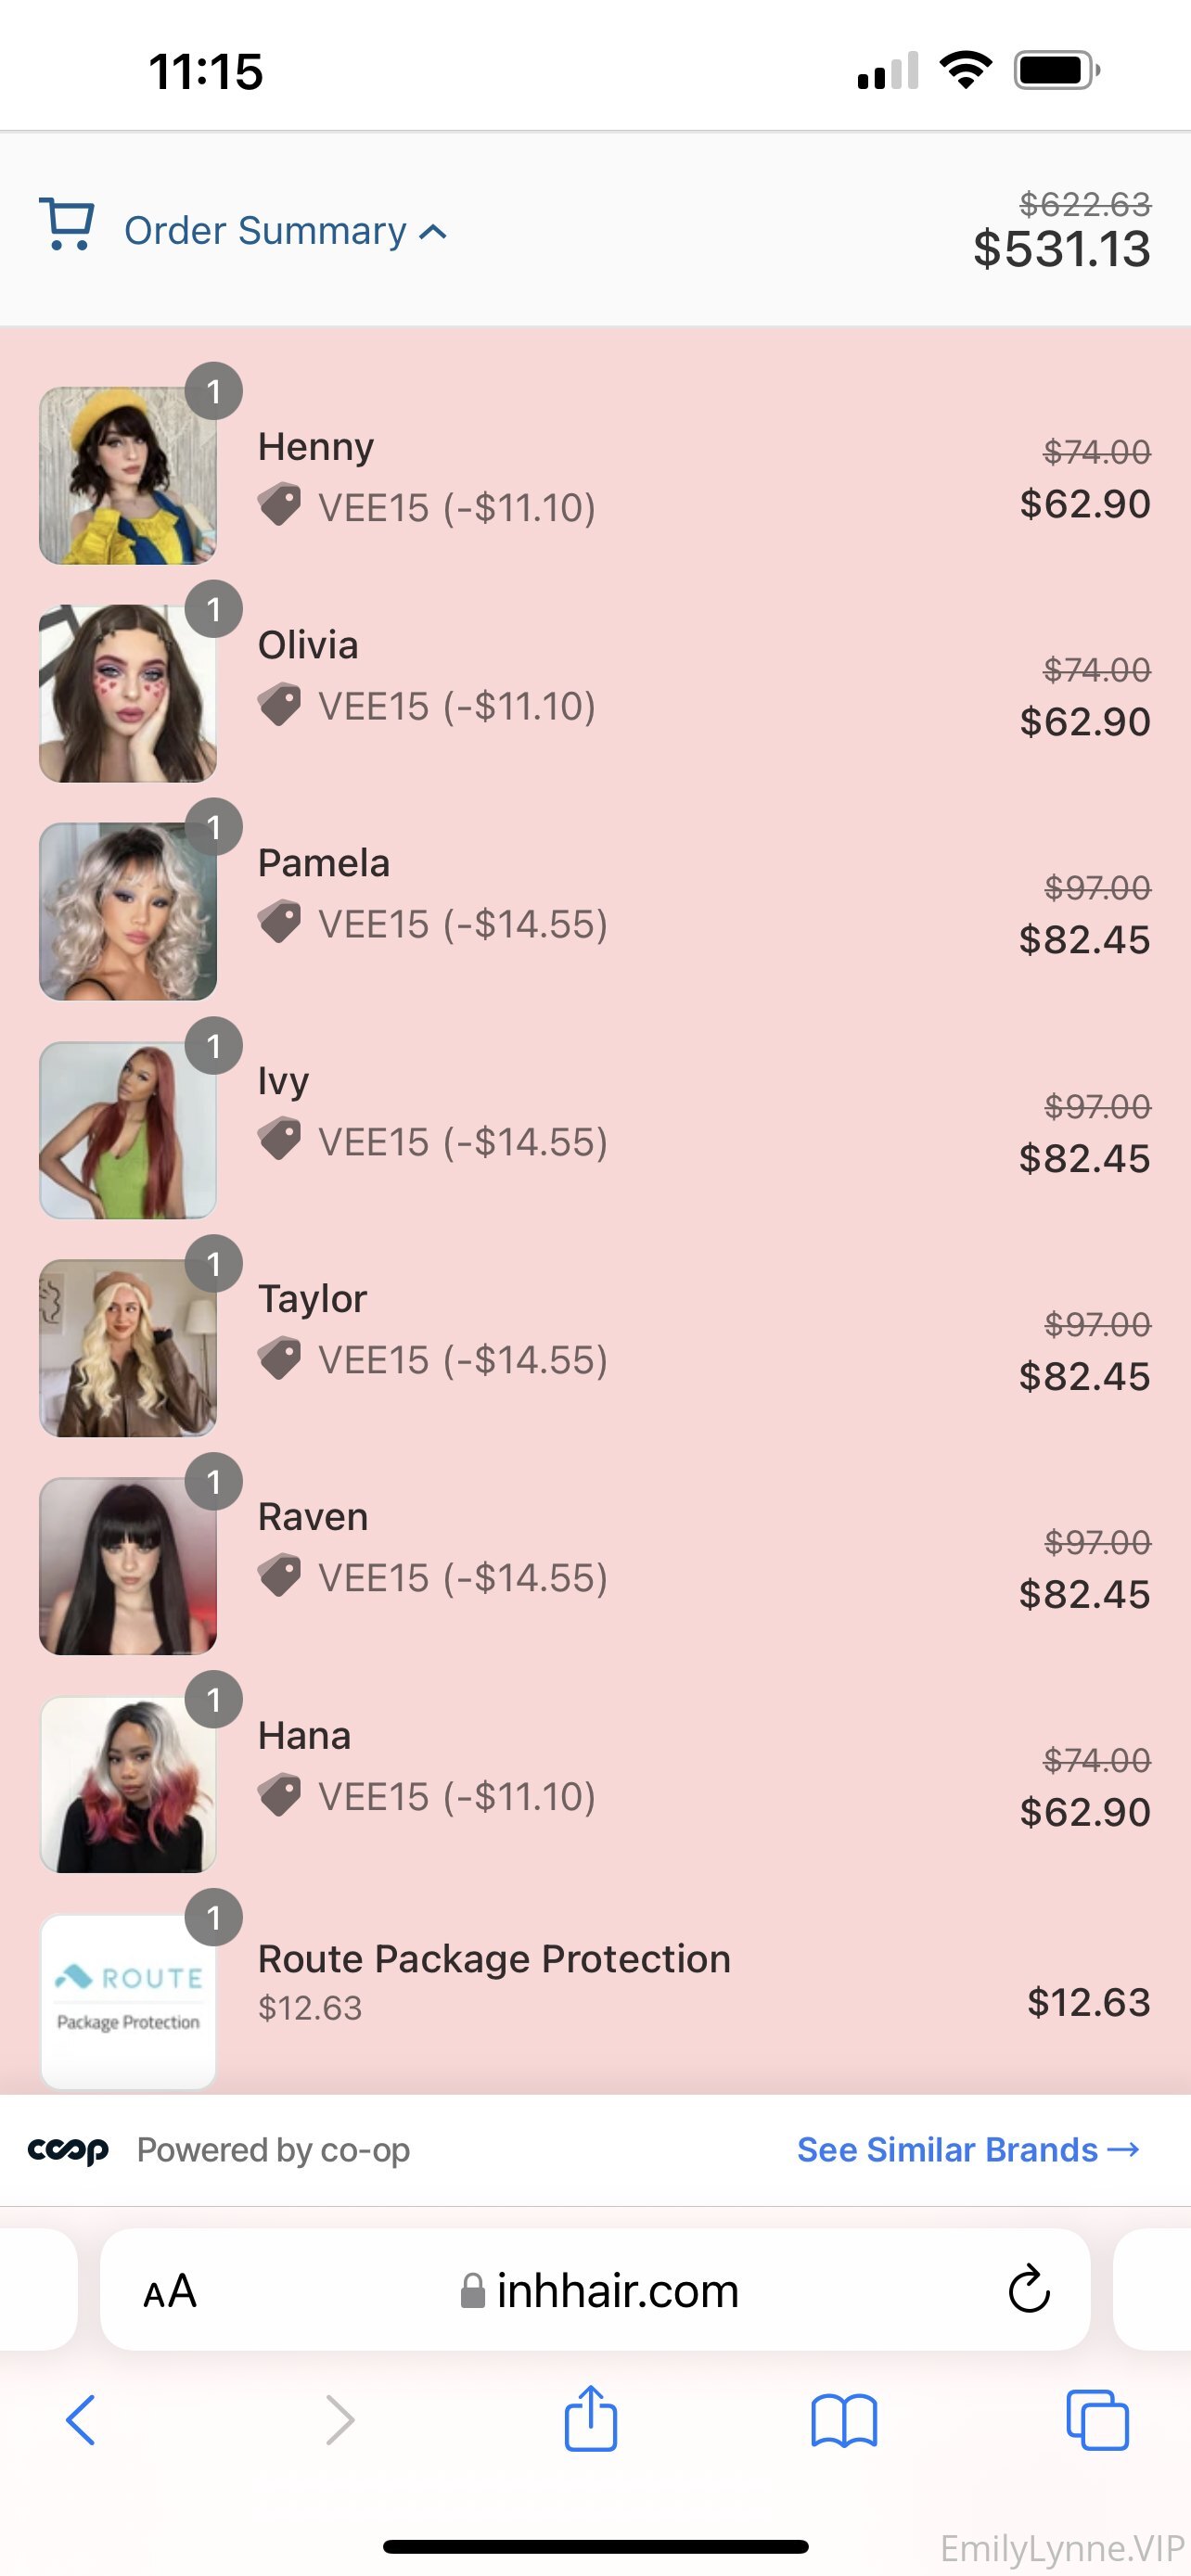 11:15
Order Summary
$622.63
$531.13
1
Henny
VEE15 (-$11.10)
$74.00
$62.90
1
Olivia
VEE15 (-$11.10)
$74.00
$62.90
1
Pamela
VEE15 (-$14.55)
$97.00
$82.45
1
Ivy
VEE15 (-$14.55)
$97.00
$82.45
1
Taylor
VEE15 (-$14.55)
$97.00
$82.45
1
Raven
VEE15 (-$14.55)
$97.00
$82.45
1
Hana
VEE15 (-$11.10)
$74.00
$62.90
1
ROUTE
Package Protection
Route Package Protection
$12.63
$12.63
coop Powered by co-op See Similar Brands →
AA inhhair.com
EmilyLynne.VIP